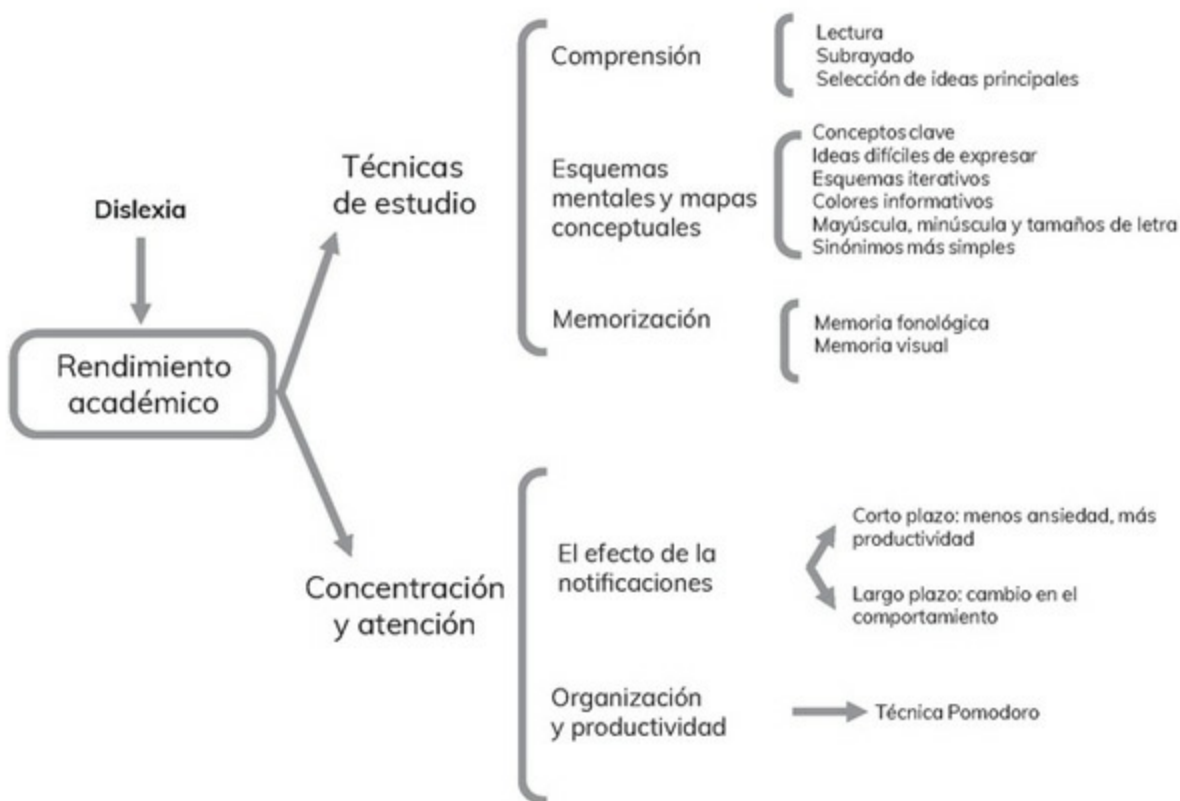 Dislexia
Rendimiento
académico
Técnicas
de estudio
Comprensión
Lectura
Subrayado
Selección de ideas principales
Esquemas
mentales y mapas
conceptuales
Conceptos clave
Ideas difíciles de expresar
Esquemas iterativos
Colores informativos
Mayúscula, minúscula y tamaños de letra
Sinónimos más simples
Memorización
Memoria fonológica
Memoria visual
Concentración
y atención
El efecto de la
notificaciones
Corto plazo: menos ansiedad, más
productividad
Largo plazo: cambio en el
comportamiento
Organización
y productividad
Técnica Pomodoro